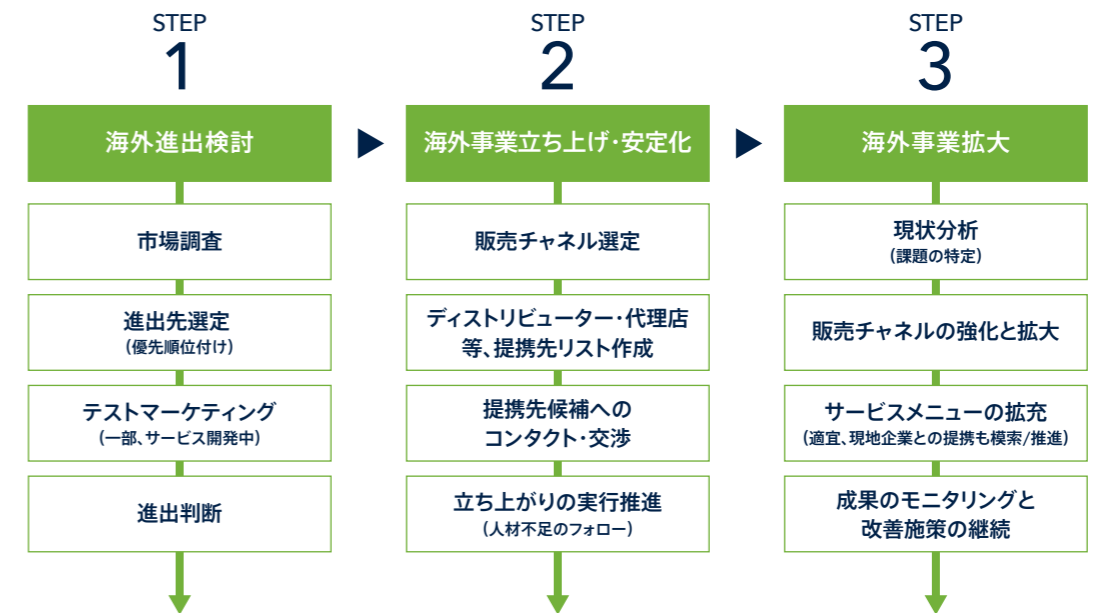 STEP
1
海外進出検討
市場調査
進出先選定
(優先順位付け)
テストマーケティング
(一部、サービス開発中)
進出判断
STEP
2
海外事業立ち上げ・安定化
販売チャネル選定
ディストリビューター・代理店
等、提携先リスト作成
提携先候補への
コンタクト・交渉
立ち上がりの実行推進
(人材不足のフォロー)
STEP
3
海外事業拡大
現状分析
(課題の特定)
販売チャネルの強化と拡大
サービスメニューの拡充
(適宜、現地企業との提携も模索/推進)
成果のモニタリングと
改善施策の継続